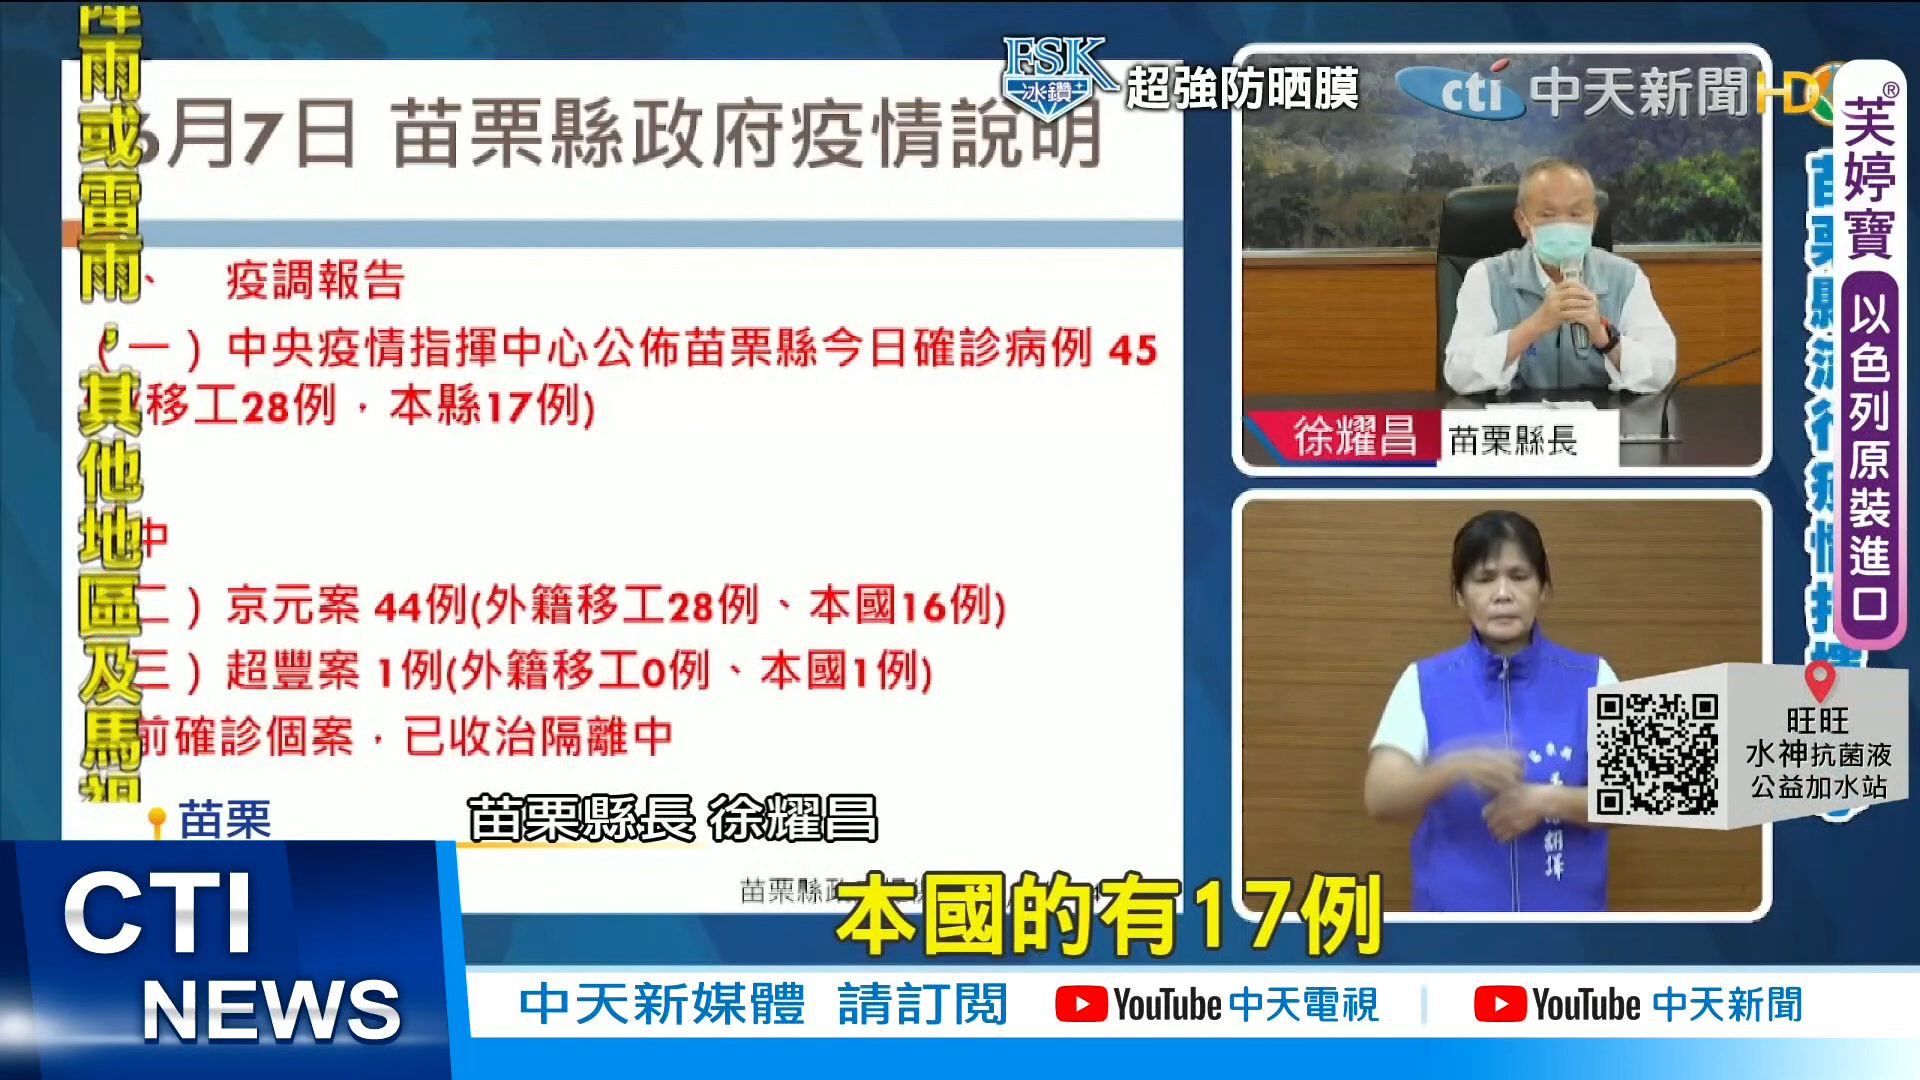 6月7日 苗栗縣政府疫情說明
、 疫調報告
（一）中央疫情指揮中心公佈苗栗縣今日確診病例 45
移工28例，本縣17例)
中
二）京元案 44例(外籍移工28例、本國16例)
三）超豐案 1例(外籍移工0例、本國1例)
前確診個案，已收治隔離中
雨或雷雨，其他地區及馬祖
FSK
冰鑽
超強防晒膜
cti 中天新聞HD
徐耀昌 苗栗縣長
芙婷寶®
以色列原裝進口
旺旺
水神抗菌液
公益加水站
苗栗
苗栗縣長 徐耀昌
苗栗縣政
本國的有17例
CTI
NEWS
中天新媒體 請訂閱 YouTube 中天電視 YouTube 中天新聞